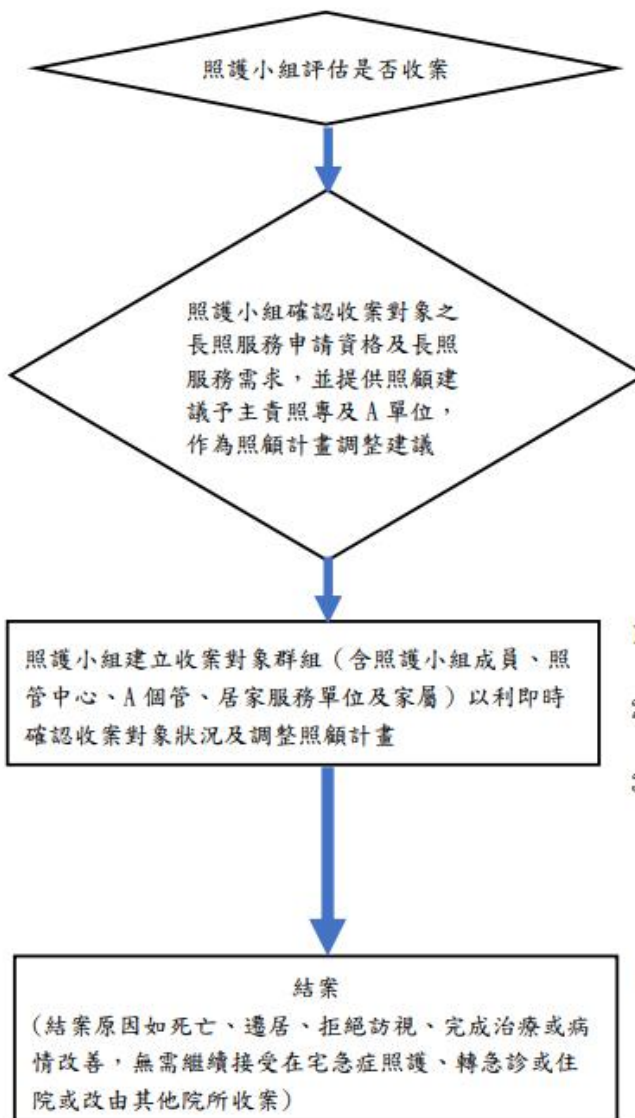 照護小組評估是否收案
照護小組確認收案對象之
長照服務申請資格及長照
服務需求，並提供照顧建
議予主責照專及 A 單位，
作為照顧計畫調整建議
照護小組建立收案對象群組（含照護小組成員、照
管中心、A 個管、居家服務單位及家屬）以利即時
確認收案對象狀況及調整照顧計畫
結案
（結案原因如死亡、遷居、拒絕訪視、完成治療或病
情改善，無需繼續接受在宅急症照護、轉急診或住
院或改由其他院所收案）